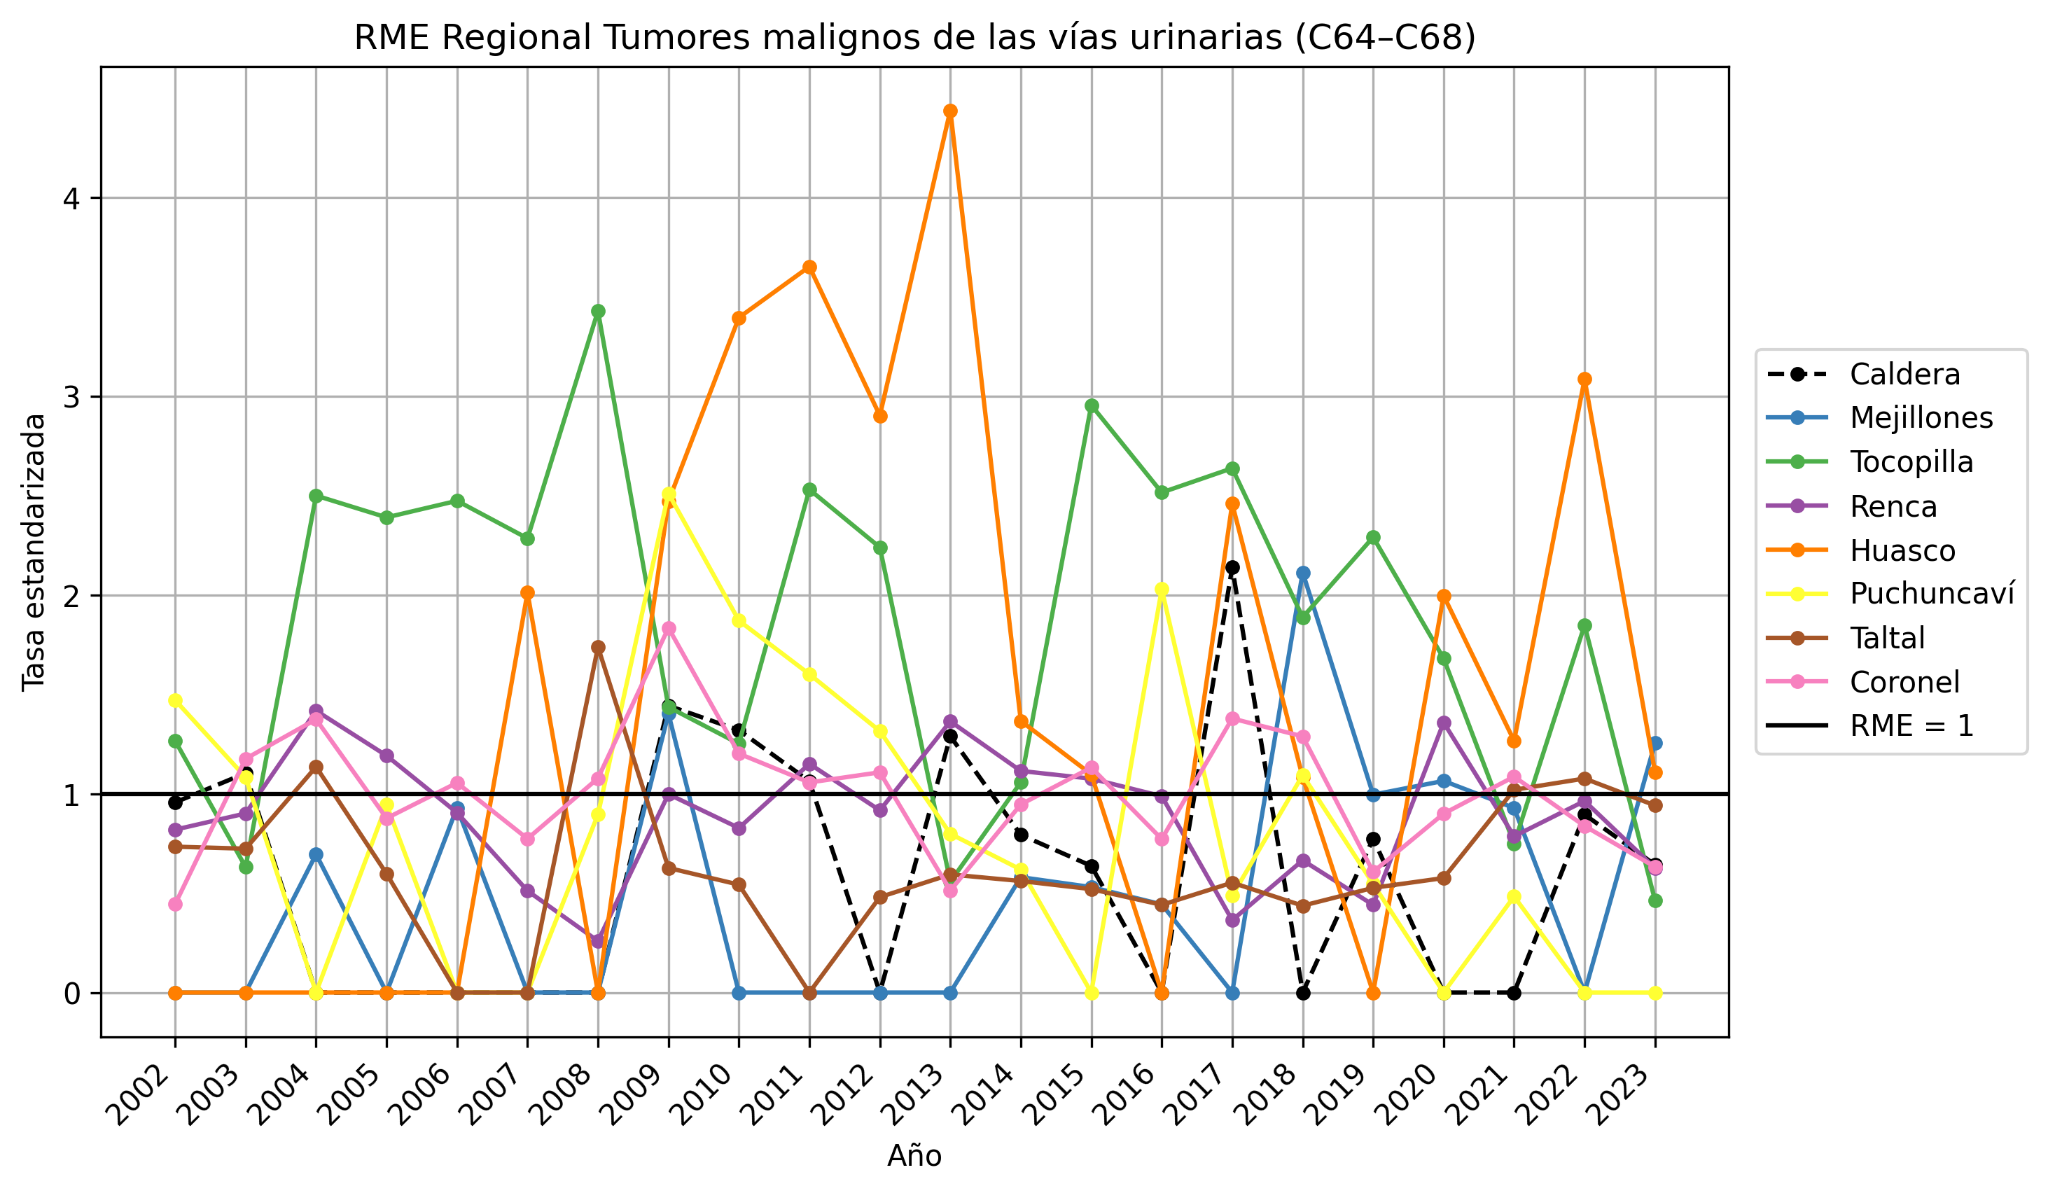 RME Regional Tumores malignos de las vías urinarias (C64–C68)
Tasa estandarizada
4
3
2
1
0
2002
2003
2004
2005
2006
2007
2008
2009
2010
2011
2012
2013
2014
2015
2016
2017
2018
2019
2020
2021
2022
2023
Año
Caldera
Mejillones
Tocopilla
Renca
Huasco
Puchuncaví
Taltal
Coronel
RME = 1